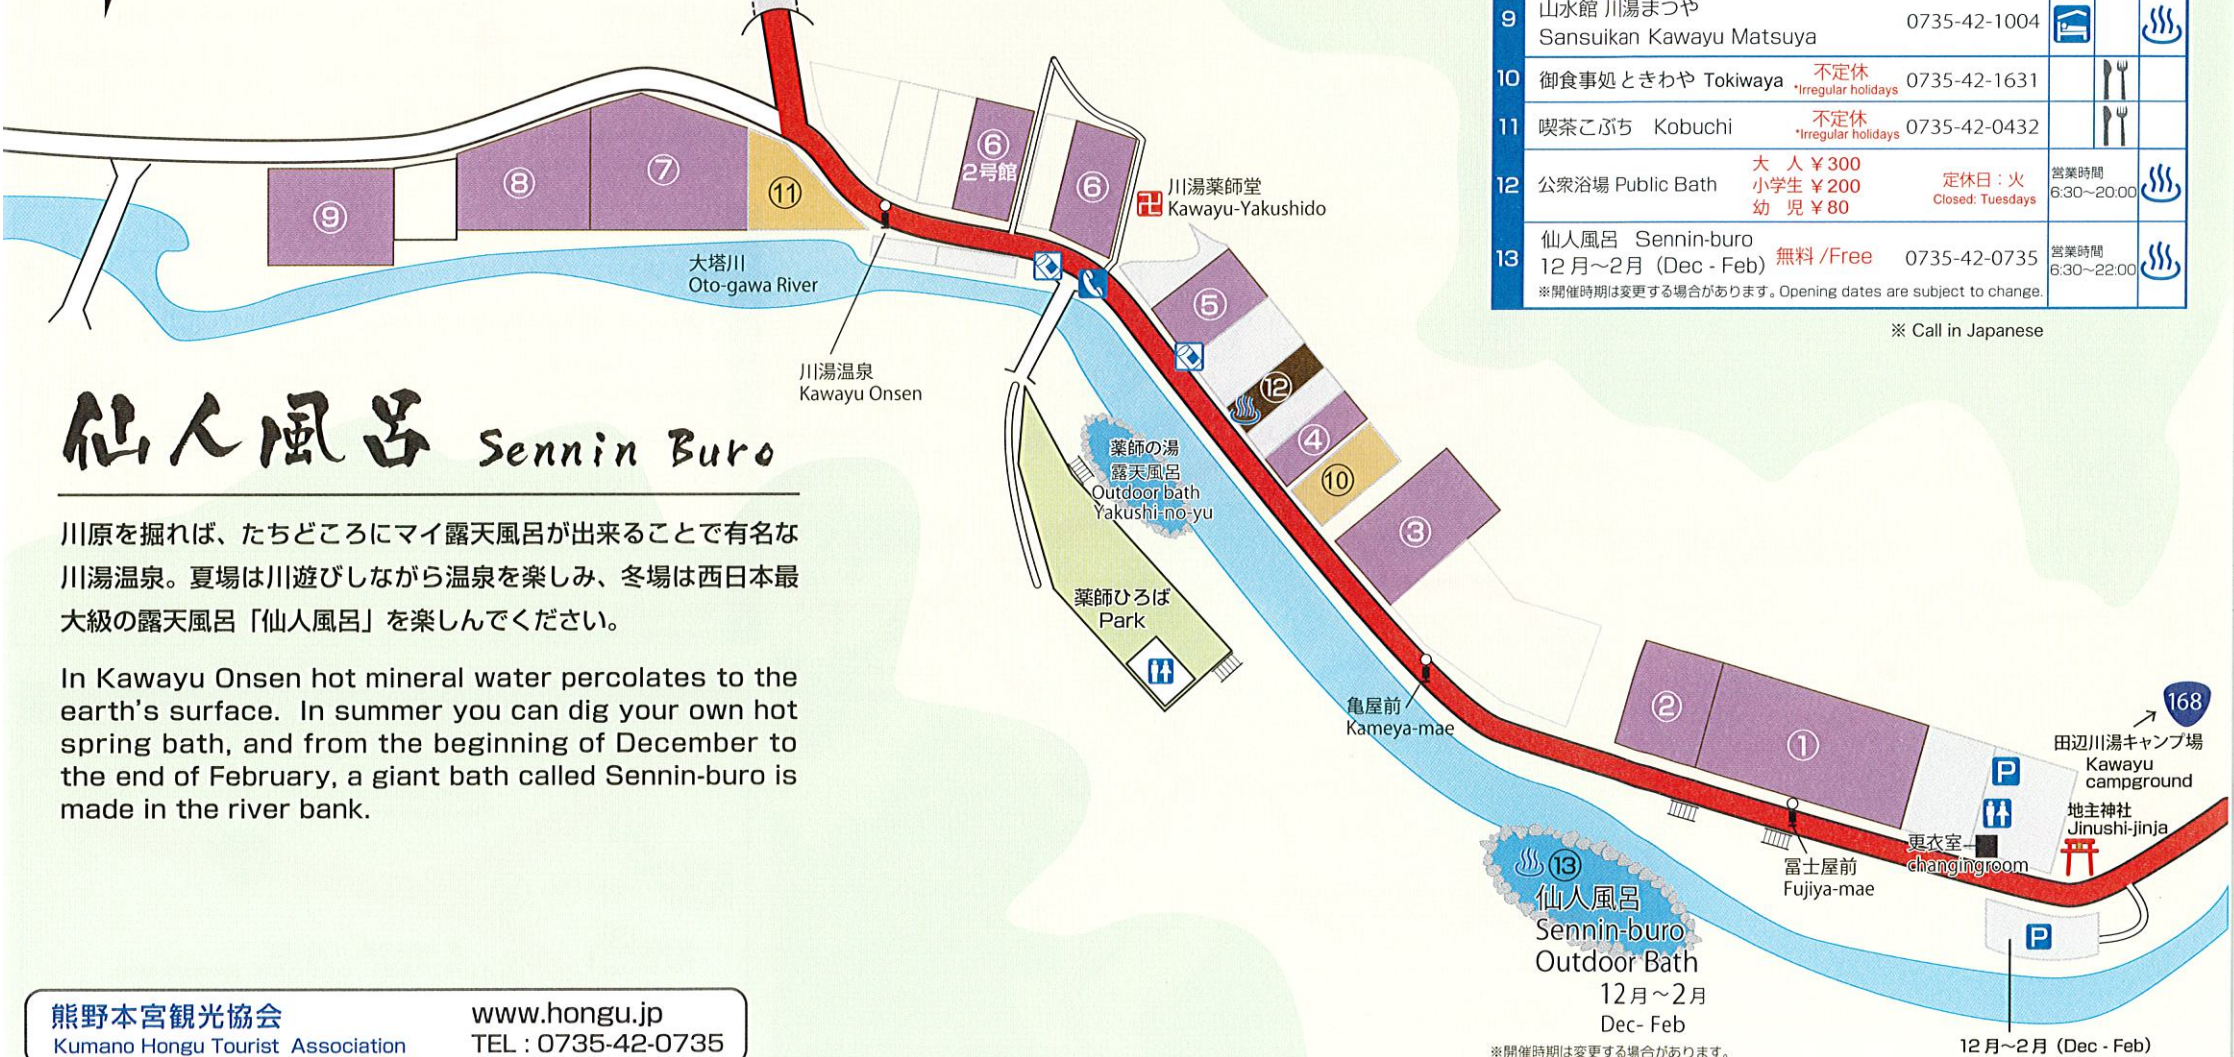 9 山水館 川湯まつや 0735-42-1004
Sansuikan Kawayu Matsuya
10 御食事処 ときわや Tokiwaya 不定休 0735-42-1631
*Irregular holidays
11 喫茶こぶち Kobuchi 不定休 0735-42-0432
*Irregular holidays
12 公衆浴場 Public Bath
大 人 ¥300
小学生 ¥200
幼 児 ¥80
定休日：火
Closed: Tuesdays
営業時間
6:30～20:00
13 仙人風呂 Sennin-buro
12月～2月 (Dec - Feb) 無料/Free 0735-42-0735
営業時間
6:30～22:00
※開催時期は変更する場合があります。Opening dates are subject to change.
※ Call in Japanese
⑨
⑧
⑦
⑪
⑥
2号館
⑥
卍
川湯薬師堂
Kawayu-Yakushido
大塔川
Oto-gawa River
川湯温泉
Kawayu Onsen
⑤
⑫
④
⑩
③
薬師の湯
露天風呂
Outdoor bath
Yakushi-no-yu
薬師ひろば
Park
亀屋前
Kameya-mae
②
①
168
田辺川湯キャンプ場
Kawayu
campground
P
地主神社
Jinushi-jinja
更衣室
changingroom
冨士屋前
Fujiya-mae
P
12月～2月 (Dec - Feb)
⑬
仙人風呂
Sennin-buro
Outdoor Bath
12月～2月
Dec- Feb
※開催時期は変更する場合があります。
仙人風呂 Sennin Buro
川原を掘れば、たちどころにマイ露天風呂が出来ることで有名な
川湯温泉。夏場は川遊びしながら温泉を楽しみ、冬場は西日本最
大級の露天風呂「仙人風呂」を楽しんでください。
In Kawayu Onsen hot mineral water percolates to the
earth's surface. In summer you can dig your own hot
spring bath, and from the beginning of December to
the end of February, a giant bath called Sennin-buro is
made in the river bank.
熊野本宮観光協会
Kumano Hongu Tourist Association
www.hongu.jp
TEL : 0735-42-0735